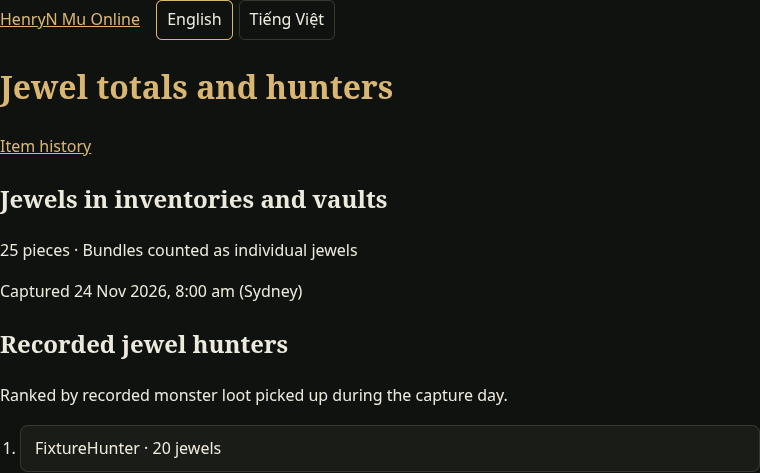 HenryN Mu Online English Tiếng Việt
Jewel totals and hunters
Item history
Jewels in inventories and vaults
25 pieces · Bundles counted as individual jewels
Captured 24 Nov 2026, 8:00 am (Sydney)
Recorded jewel hunters
Ranked by recorded monster loot picked up during the capture day.
1. FixtureHunter · 20 jewels